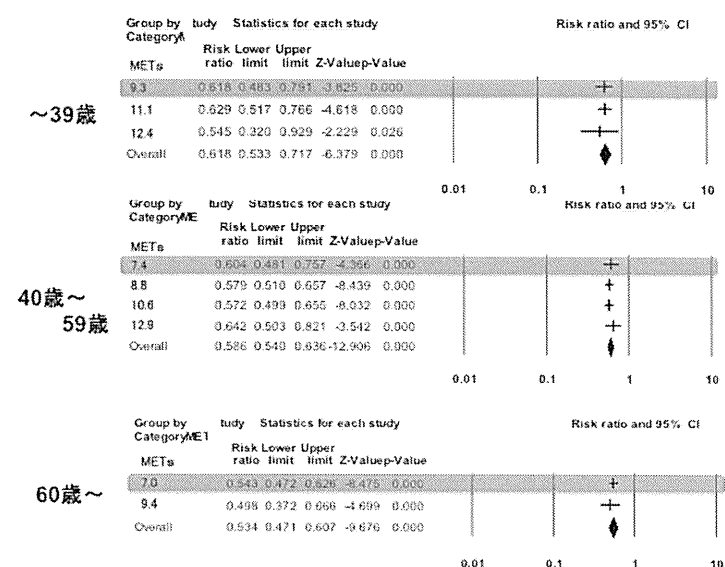 Group by tudy Statistics for each study Risk ratio and 95% CI
Category
Risk Lower Upper
METs ratio limit limit Z-Value p-Value
9.3 0.618 0.483 0.791 -3.825 0.000
~39歳
11.1 0.629 0.517 0.766 -4.618 0.000
12.4 0.545 0.320 0.929 -2.229 0.026
Overall 0.618 0.533 0.717 -6.379 0.000
0.01 0.1 1 10
Group by tudy Statistics for each study Risk ratio and 95% CI
CategoryME
Risk Lower Upper
METs ratio limit limit Z-Value p-Value
7.4 0.604 0.481 0.757 -4.366 0.000
8.8 0.579 0.510 0.657 -8.439 0.000
40歳~
10.6 0.572 0.499 0.655 -8.032 0.000
59歳
12.9 0.642 0.503 0.821 -3.542 0.000
Overall 0.586 0.540 0.636 -12.906 0.000
0.01 0.1 1 10
Group by tudy Statistics for each study Risk ratio and 95% CI
CategoryMET
Risk Lower Upper
METs ratio limit limit Z-Value p-Value
7.0 0.543 0.472 0.626 -8.475 0.000
60歳~
9.4 0.498 0.372 0.666 -4.699 0.000
Overall 0.534 0.471 0.607 -9.676 0.000
0.01 0.1 1 10